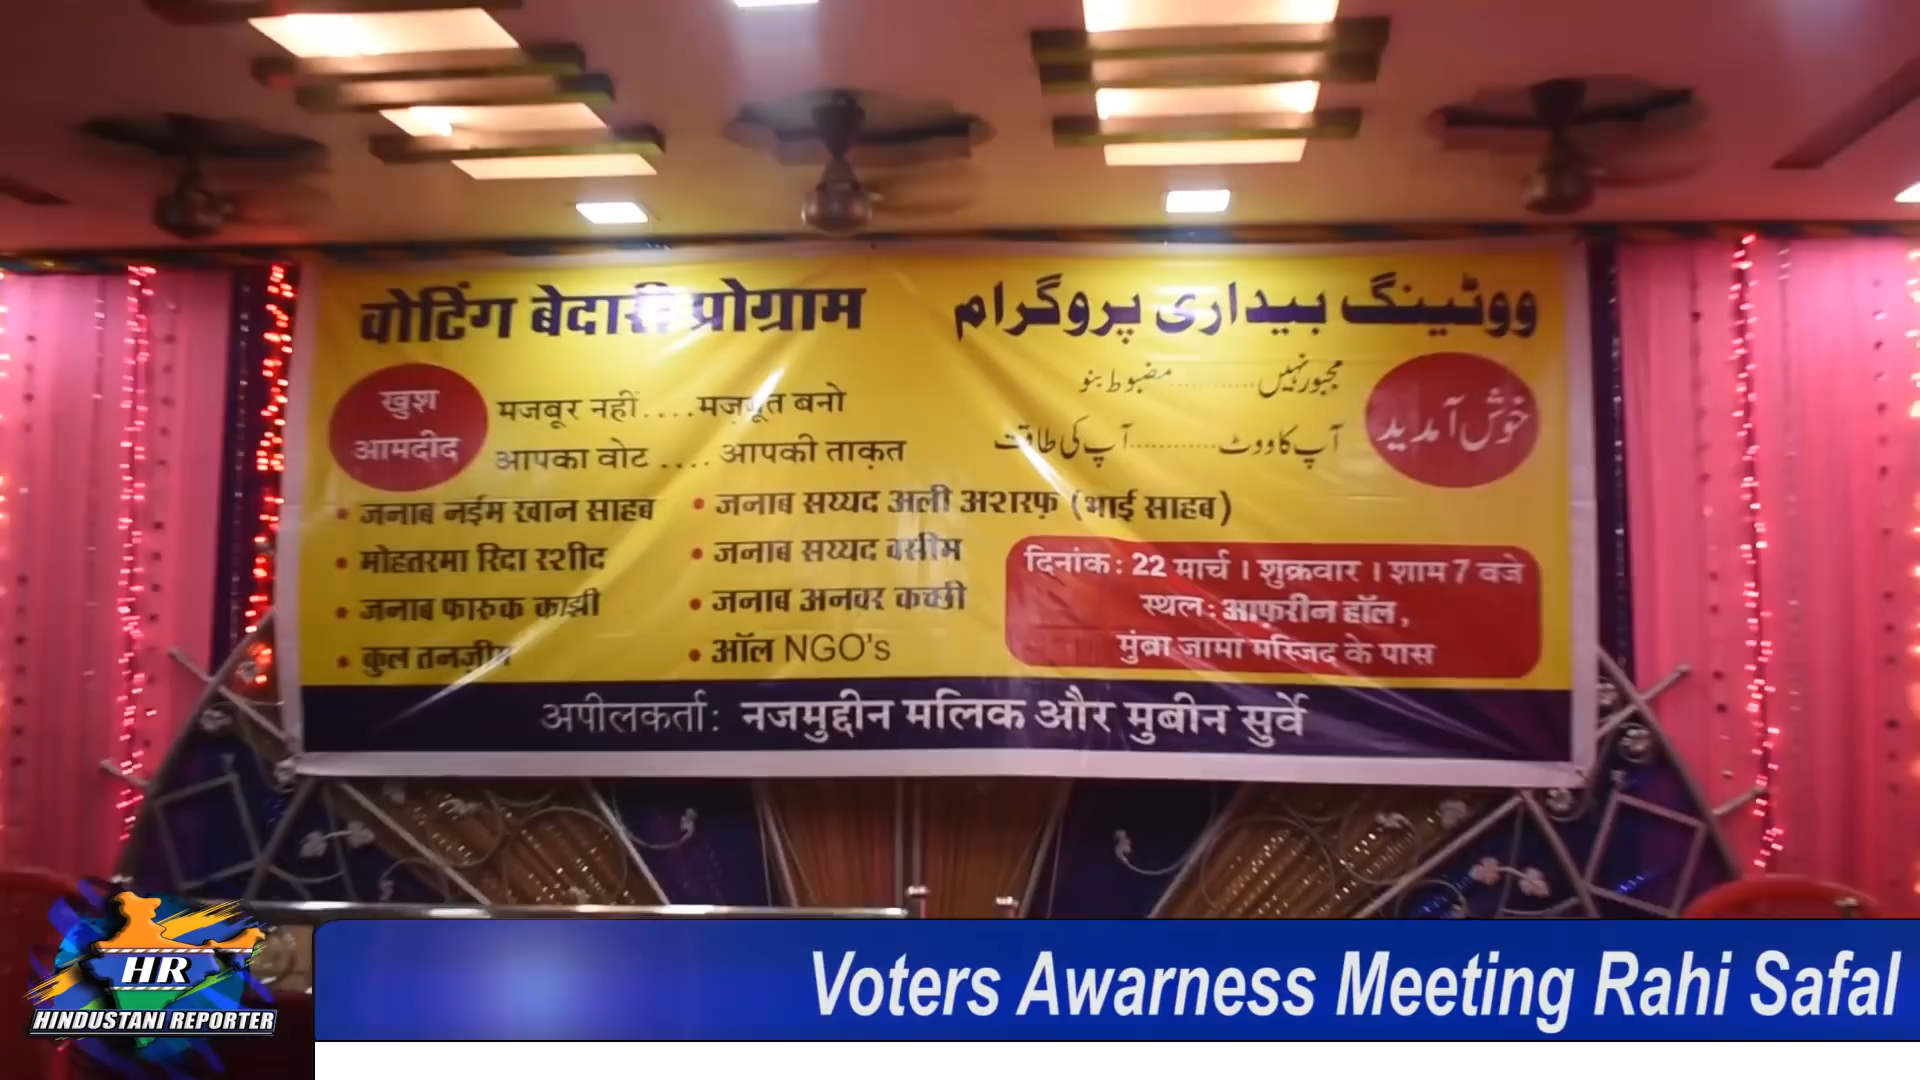 वोटिंग बेदारी प्रोग्राम
ووٹینگ بیداری پروگرام
खुश
आमदीद
मजबूर नहीं....मज़बूत बनो
आपका वोट .... आपकी ताक़त
مجبور نہیں..........مضبوط بنو
آپ کا ووٹ..........آپ کی طاقت
خوش آمدید
• जनाब नईम खान साहब
• मोहतरमा रिदा रशीद
• जनाब फारुक काझी
• कुल तनज़ीम
• जनाब सय्यद अली अशरफ़ (भाई साहब)
• जनाब सय्यद वसीम
• जनाब अनवर कच्छी
• ऑल NGO's
दिनांक: 22 मार्च । शुक्रवार । शाम 7 वजे
स्थल: आफ़रीन हॉल,
मुंब्रा जामा मस्जिद के पास
अपीलकर्ता: नजमुद्दीन मलिक और मुबीन सुर्वे
HR
HINDUSTANI REPORTER
Voters Awarness Meeting Rahi Safal